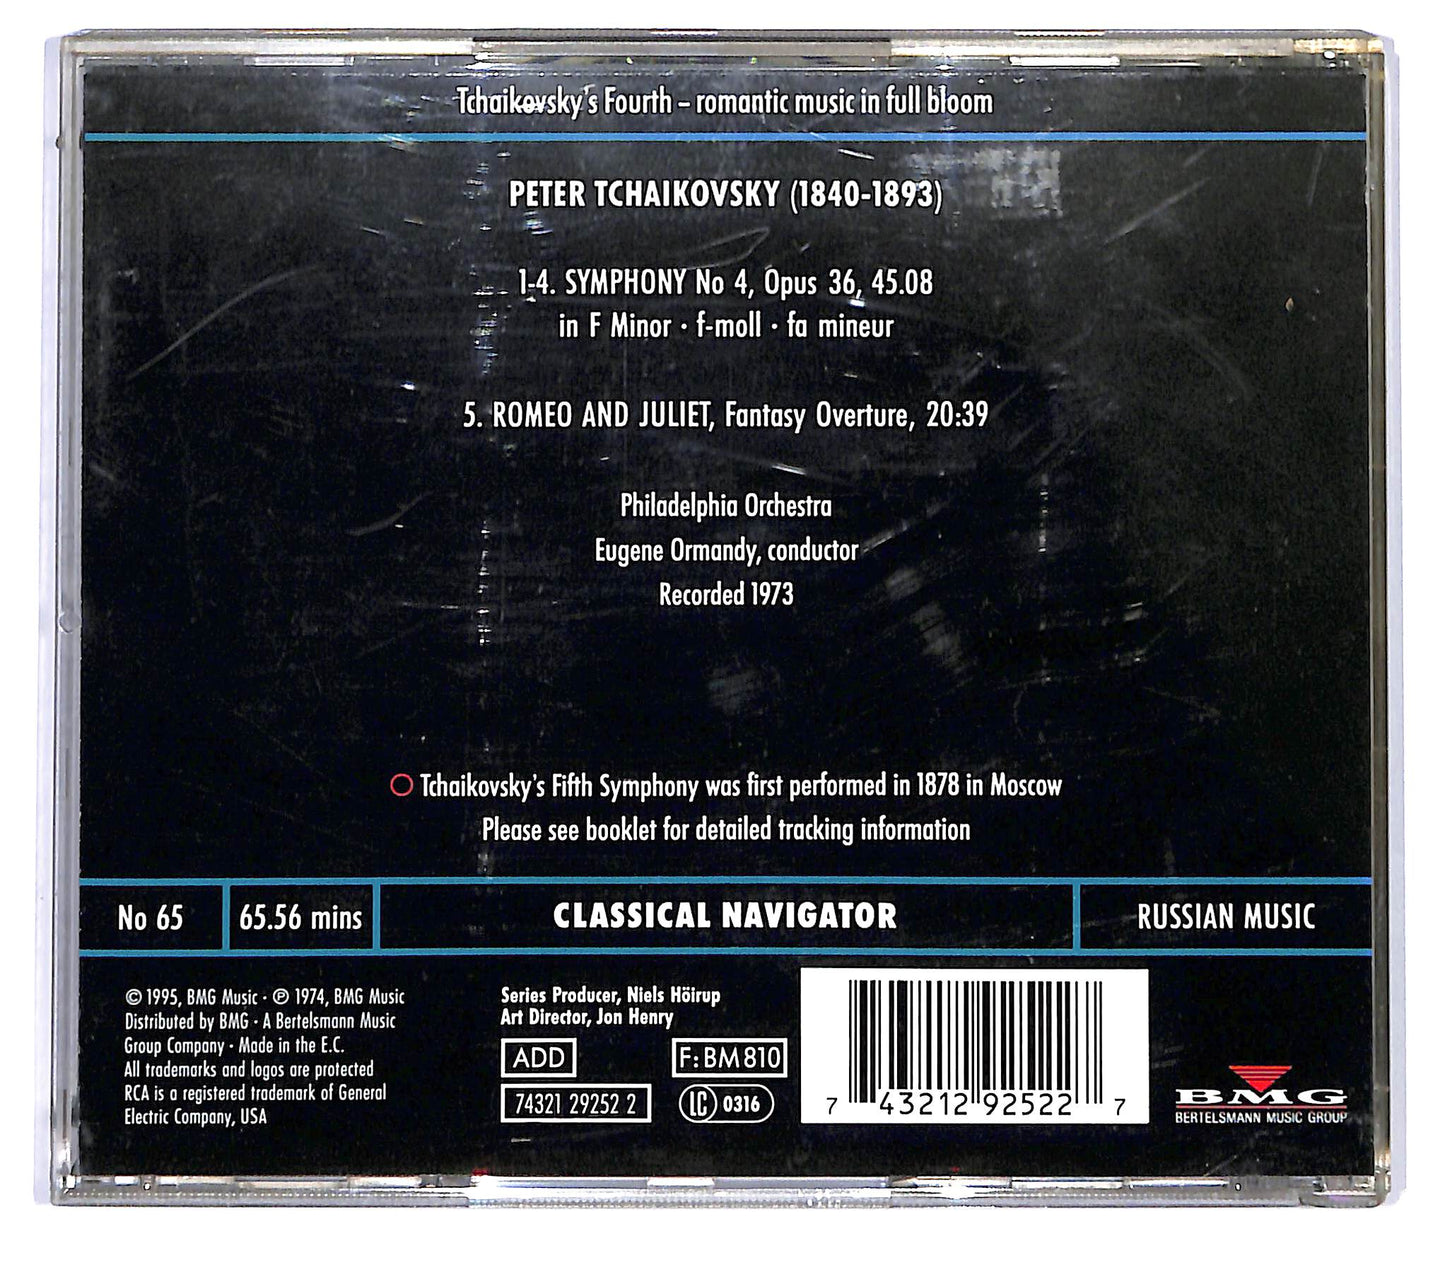 Tchaikovsky's Fourth – romantic music in full bloom
PETER TCHAIKOVSKY (1840-1893)
1-4. SYMPHONY No 4, Opus 36, 45.08
in F Minor · f-moll · fa mineur
5. ROMEO AND JULIET, Fantasy Overture, 20:39
Philadelphia Orchestra
Eugene Ormandy, conductor
Recorded 1973
Tchaikovsky's Fifth Symphony was first performed in 1878 in Moscow
Please see booklet for detailed tracking information
No 65
65.56 mins
CLASSICAL NAVIGATOR
RUSSIAN MUSIC
© 1995, BMG Music · ℗ 1974, BMG Music
Distributed by BMG · A Bertelsmann Music
Group Company · Made in the E.C.
All trademarks and logos are protected
RCA is a registered trademark of General
Electric Company, USA
Series Producer, Niels Höirup
Art Director, Jon Henry
ADD
F: BM 810
74321 29252 2
LC 0316
7 43212 92522 7
BMG
BERTELSMANN MUSIC GROUP